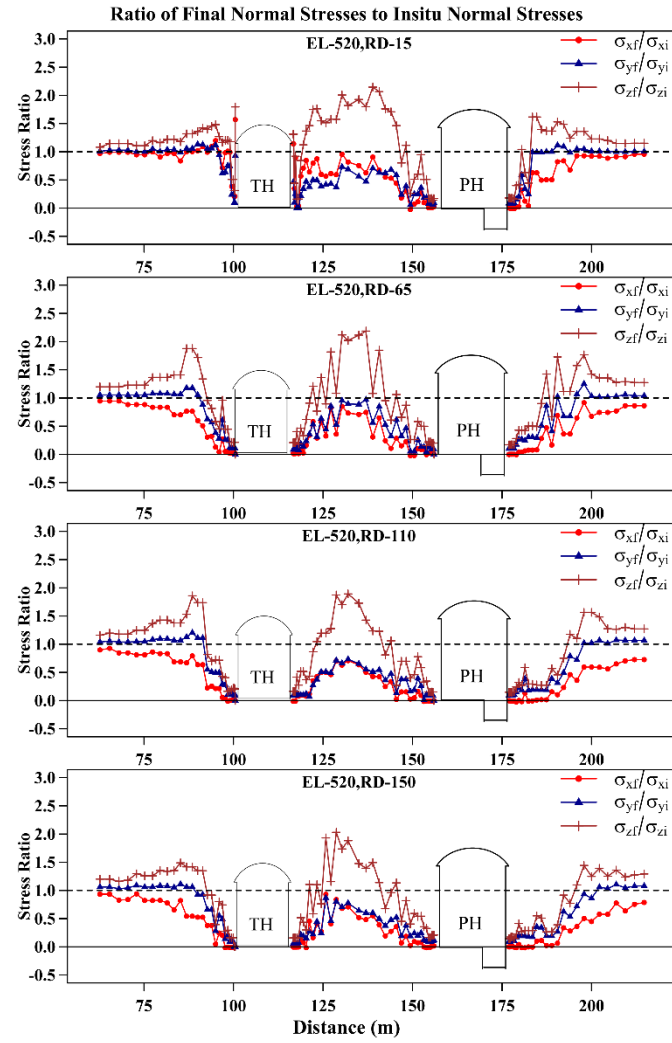 Ratio of Final Normal Stresses to Insitu Normal Stresses
EL-520,RD-15
σxf/σxi
σyf/σyi
σzf/σzi
Stress Ratio
3.0
2.5
2.0
1.5
1.0
0.5
0.0
-0.5
TH
PH
75 100 125 150 175 200
EL-520,RD-65
σxf/σxi
σyf/σyi
σzf/σzi
Stress Ratio
3.0
2.5
2.0
1.5
1.0
0.5
0.0
-0.5
TH
PH
75 100 125 150 175 200
EL-520,RD-110
σxf/σxi
σyf/σyi
σzf/σzi
Stress Ratio
3.0
2.5
2.0
1.5
1.0
0.5
0.0
-0.5
TH
PH
75 100 125 150 175 200
EL-520,RD-150
σxf/σxi
σyf/σyi
σzf/σzi
Stress Ratio
3.0
2.5
2.0
1.5
1.0
0.5
0.0
-0.5
TH
PH
75 100 125 150 175 200
Distance (m)